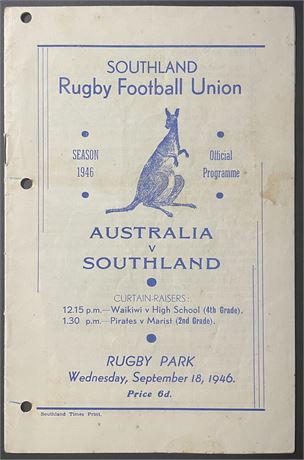 SOUTHLAND
Rugby Football Union
SEASON
1946
Official
Programme
AUSTRALIA
v
SOUTHLAND
CURTAIN-RAISERS:
12.15 p.m.—Waikiwi v High School (4th Grade).
1.30 p.m.—Pirates v Marist (2nd Grade).
RUGBY PARK
Wednesday, September 18, 1946.
Price 6d.
Southland Times Print.